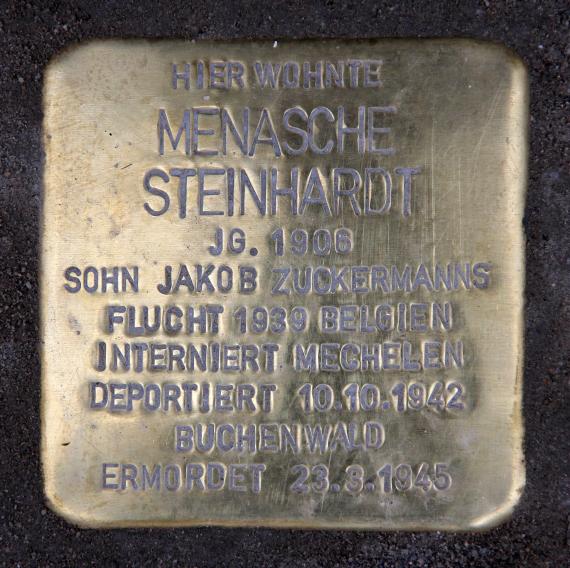 HIER WOHNTE
MENASCHE
STEINHARDT
JG. 1906
SOHN JAKOB ZUCKERMANNS
FLUCHT 1939 BELGIEN
INTERNIERT MECHELEN
DEPORTIERT 10.10.1942
BUCHENWALD
ERMORDET 23.3.1945